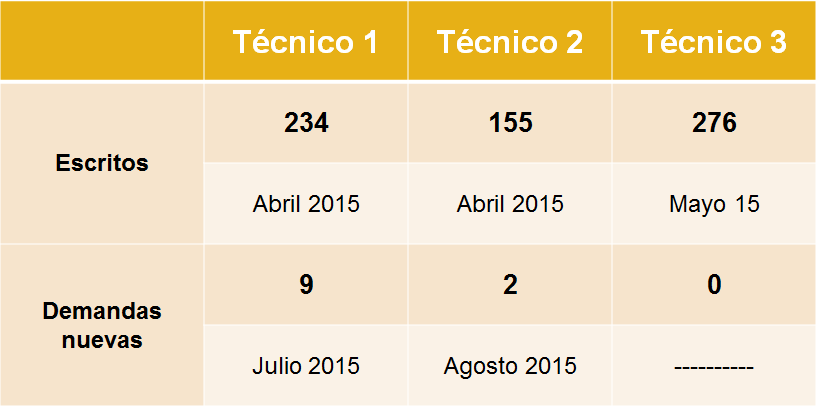 Técnico 1 Técnico 2 Técnico 3
Escritos
234 155 276
Abril 2015 Abril 2015 Mayo 15
Demandas
nuevas
9 2 0
Julio 2015 Agosto 2015 ----------